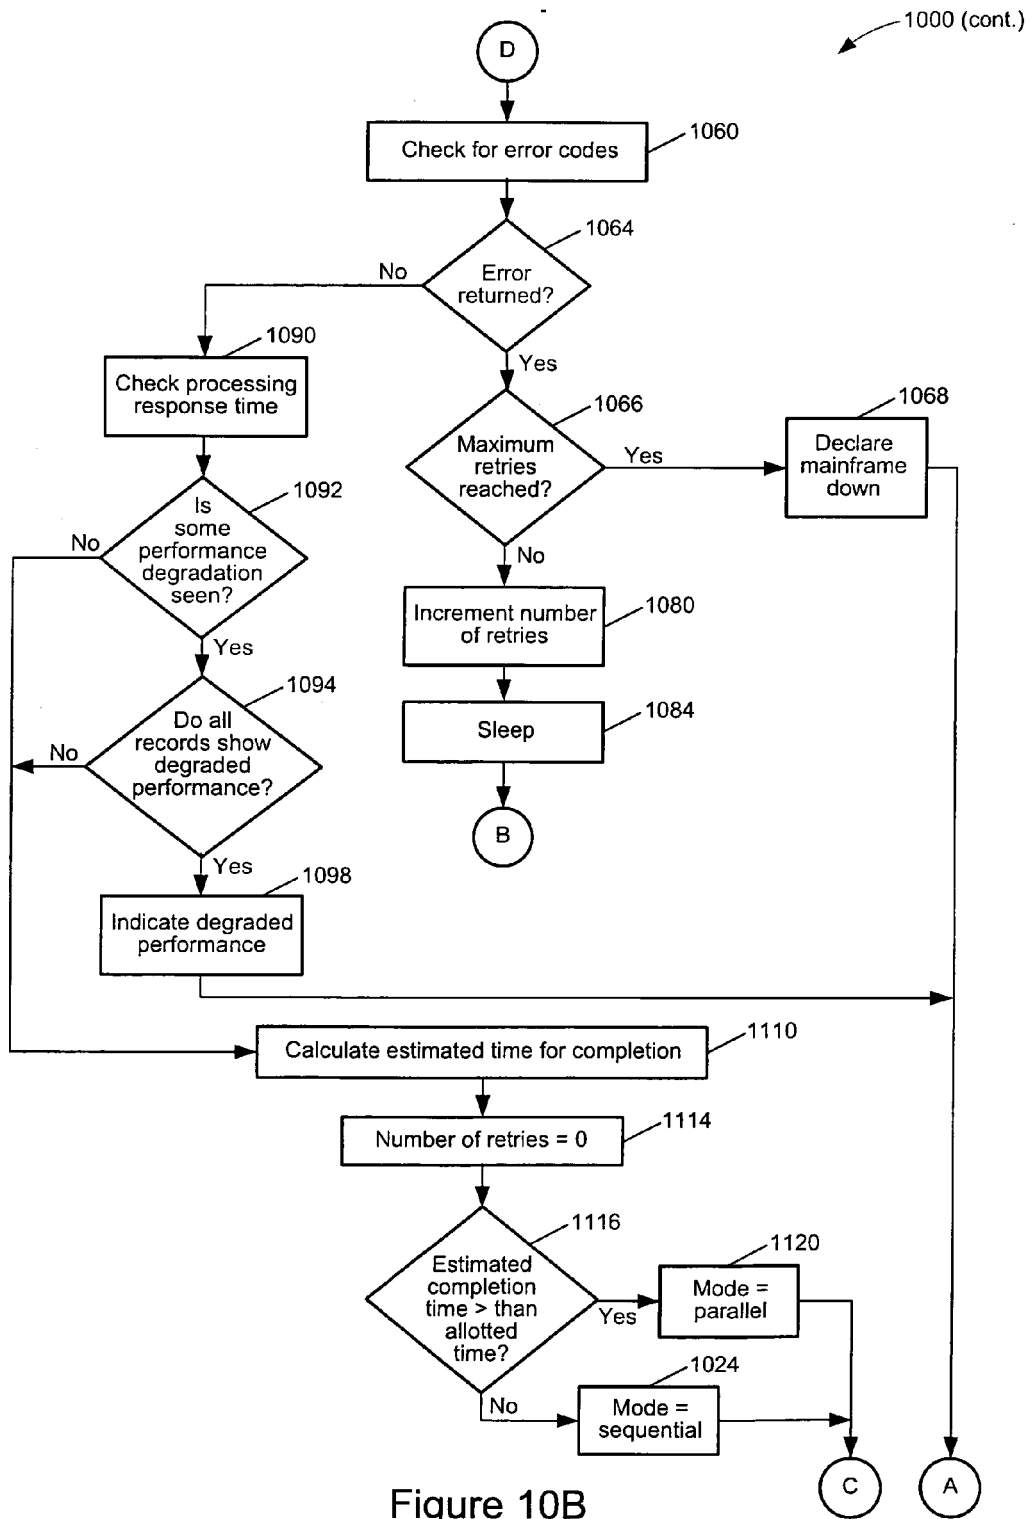 1000 (cont.)
D
1060
Check for error codes
1064
Error
returned?
No
Yes
1090
Check processing
response time
1066
Maximum
retries
reached?
Yes
1068
Declare
mainframe
down
1092
Is
some
performance
degradation
seen?
No
Yes
No
1080
Increment number
of retries
1094
Do all
records show
degraded
performance?
No
Yes
1084
Sleep
B
1098
Indicate degraded
performance
1110
Calculate estimated time for completion
1114
Number of retries = 0
1116
Estimated
completion
time > than
allotted
time?
Yes
1120
Mode =
parallel
No
1024
Mode =
sequential
C
A
Figure 10B